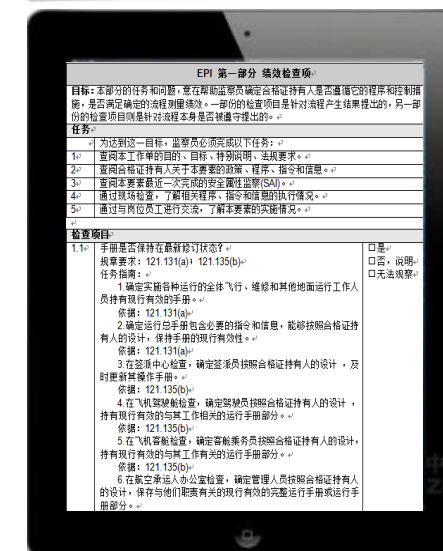 EPI 第一部分 绩效检查项
目标：本部分的任务和问题，意在帮助监察员确定合格证持有人是否遵循它的程序和控制措
施，是否满足确定的流程测量绩效。一部份的检查项目是针对流程产生结果提出的，另一部
份的检查项目则是针对流程本身是否被遵守提出的。
任务
为达到这一目标，监察员必须完成以下任务：
1 查阅本工作单的目的、目标、特别说明、法规要求。
2 查阅合格证持有人关于本要素的政策、程序、指令和信息。
3 查阅本要素最近一次完成的安全属性监察(SAI)。
4 通过现场检查，了解相关程序、指令和信息的执行情况。
5 通过与岗位员工进行交流，了解本要素的实施情况。
检查项目
1.1 手册是否保持在最新修订状态？ 口是
规章要求：121.131(a)；121.135(b) 口否，说明
任务指南： 口无法观察
1.确定实施各种运行的全体飞行、维修和其他地面运行工作人
员持有现行有效的手册。
依据：121.131(a)
2.确定运行总手册包含必要的指令和信息，能够按照合格证持
有人的设计，保持手册的现行有效性。
依据：121.131(a)
3.在签派中心检查，确定签派员按照合格证持有人的设计 ，及
时更新其操作手册。
依据：121.135(b)
4.在飞机驾驶舱检查，确定驾驶员按照合格证持有人的设计 ，
持有现行有效的与其工作相关的运行手册部分。
依据：121.135(b)
5.在飞机客舱检查，确定客舱乘务员按照合格证持有人的设计，
持有现行有效的与其工作有关的运行手册部分。
依据：121.135(b)
6.在航空承运人办公室检查，确定管理人员按照合格证持有人
的设计，保存与他们职责有关的现行有效的完整运行手册或运行手
册部分。